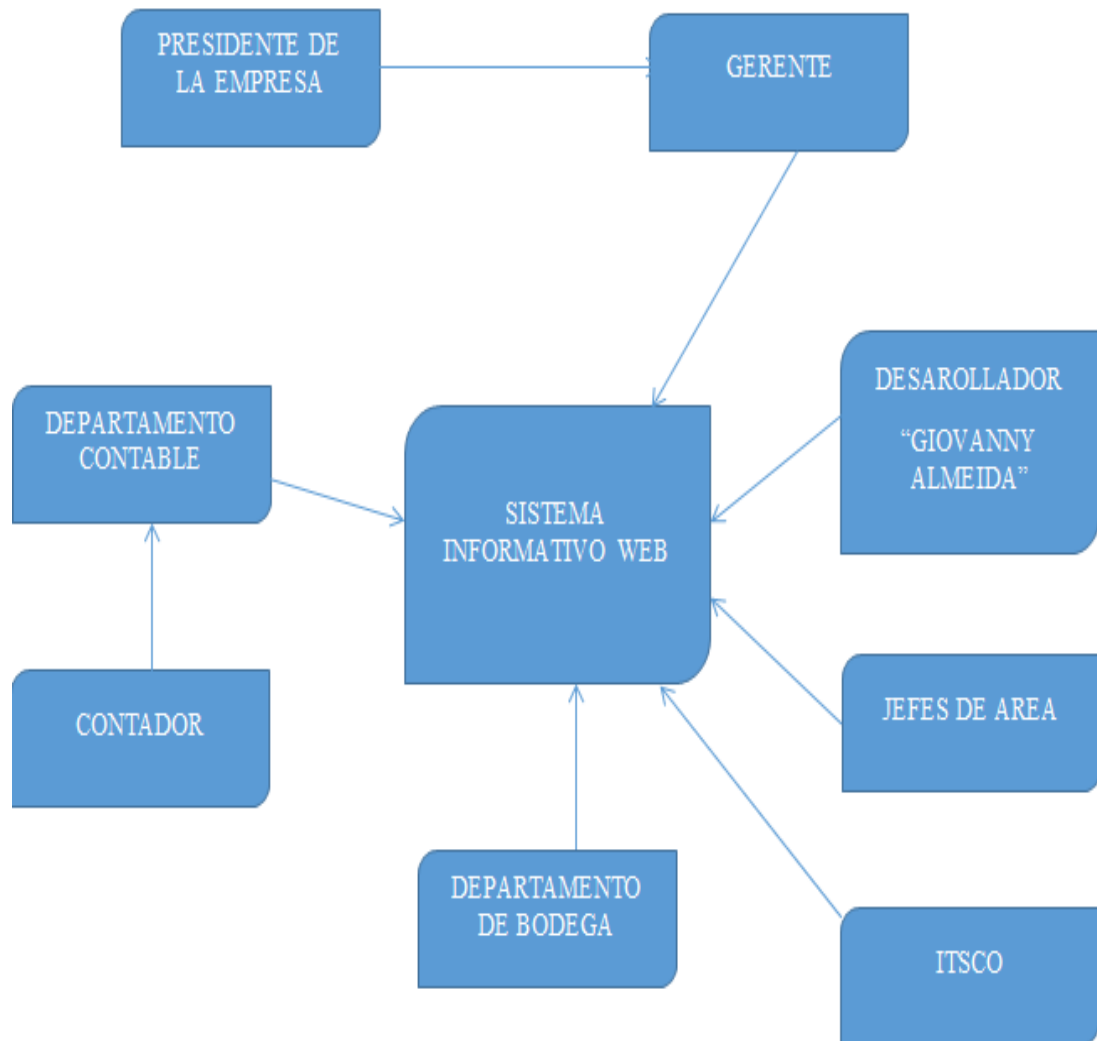 PRESIDENTE DE
LA EMPRESA
GERENTE
DESAROLLADOR
“GIOVANNY
ALMEIDA”
DEPARTAMENTO
CONTABLE
SISTEMA
INFORMATIVO WEB
CONTADOR
JEFES DE AREA
DEPARTAMENTO
DE BODEGA
ITSCO